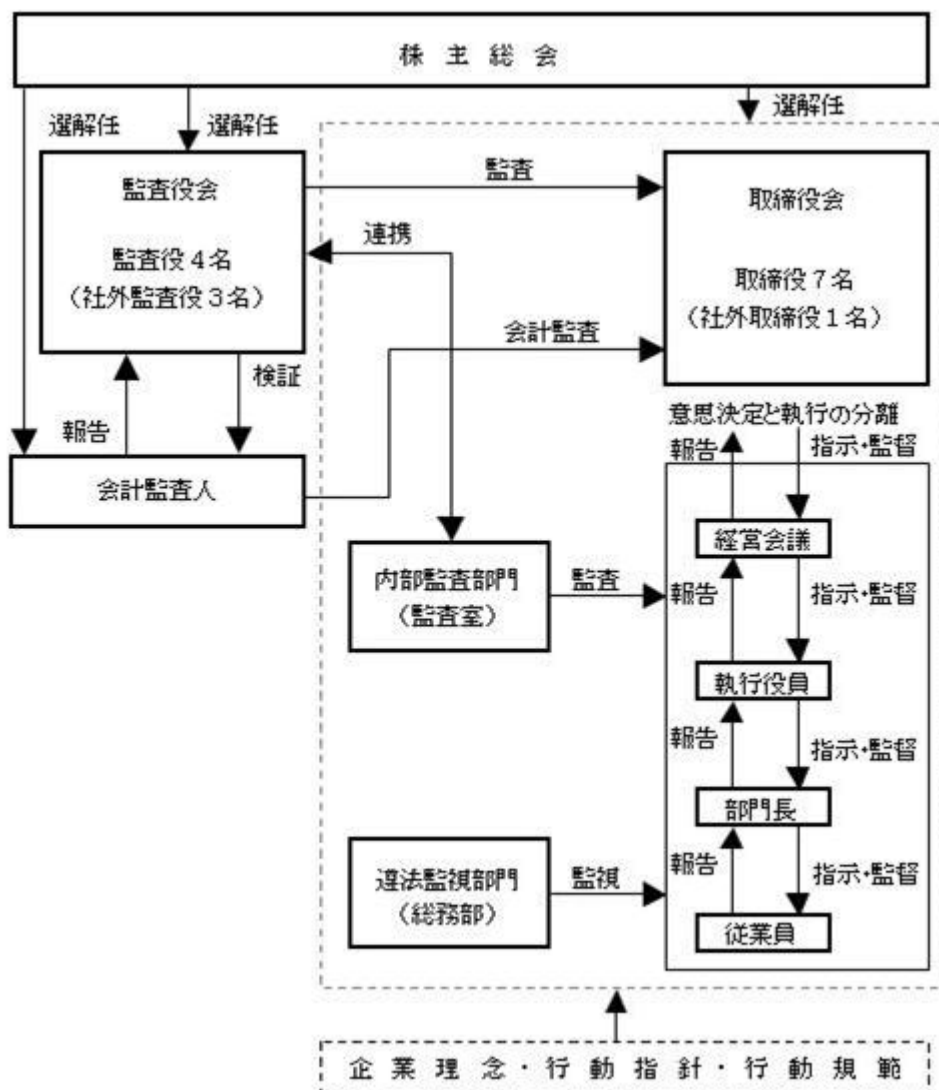 株主総会
選解任
選解任
選解任
監査役会
監査役４名
（社外監査役３名）
監査
取締役会
取締役７名
（社外取締役１名）
連携
会計監査
検証
報告
会計監査人
意思決定と執行の分離
報告
指示・監督
経営会議
内部監査部門
（監査室）
監査
報告
指示・監督
執行役員
報告
指示・監督
部門長
遵法監視部門
（総務部）
監視
報告
指示・監督
従業員
企業理念・行動指針・行動規範